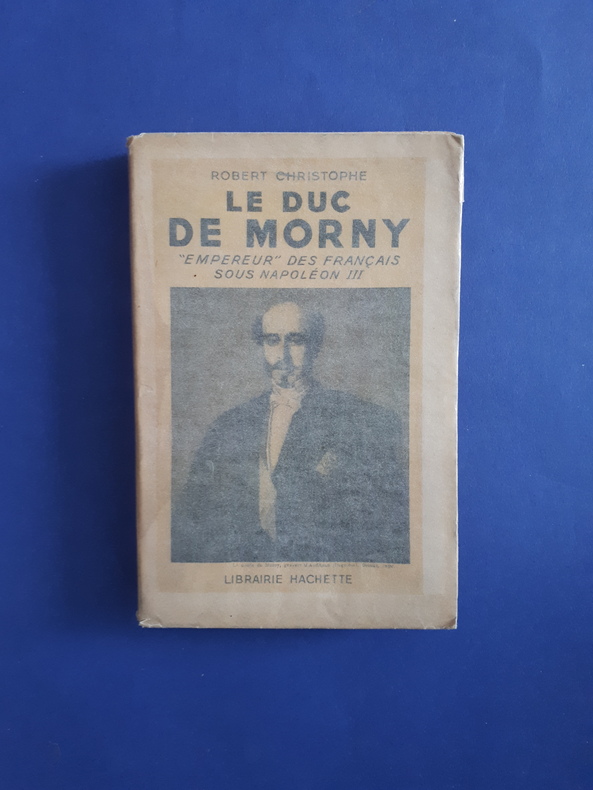 ROBERT CHRISTOPHE
LE DUC
DE MORNY
"EMPEREUR" DES FRANÇAIS
SOUS NAPOLÉON III
LIBRAIRIE HACHETTE